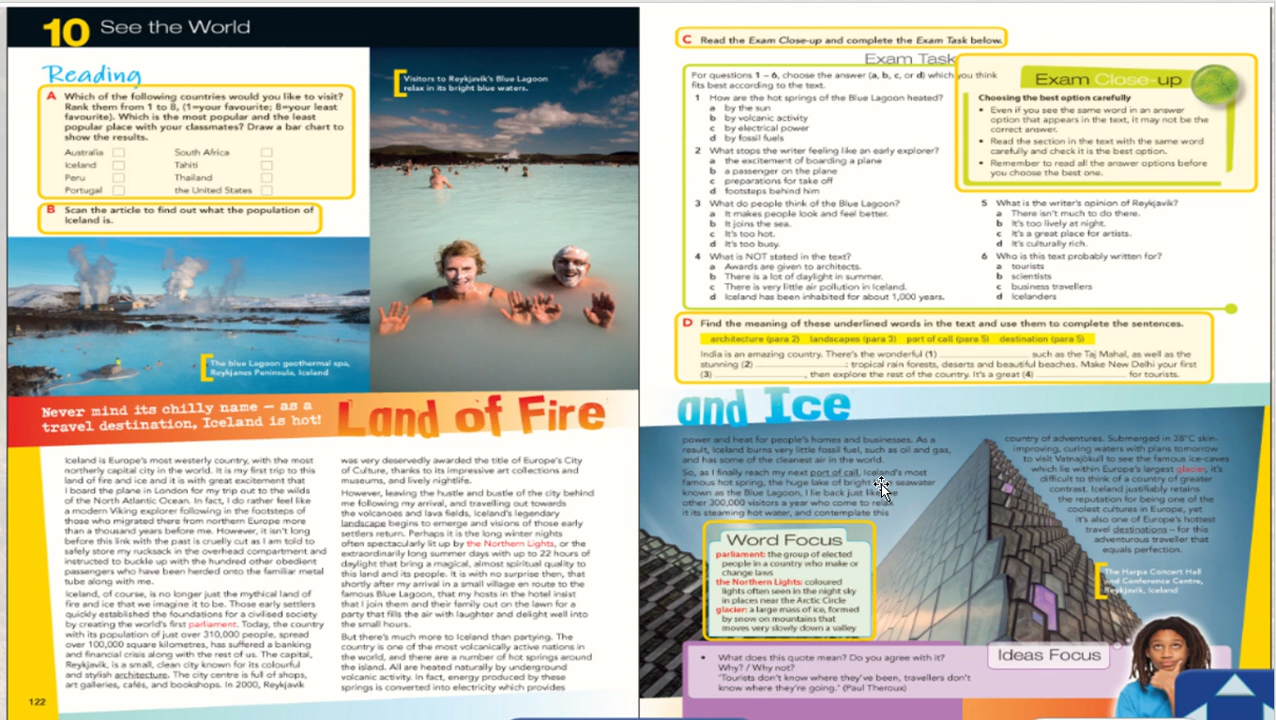 10 See the World
Reading
A Which of the following countries would you like to visit?
Rank them from 1 to 8, (1=your favourite; 8=your least
favourite). Which is the most popular and the least
popular place with your classmates? Draw a bar chart to
show the results.
Australia South Africa
Iceland Tahiti
Peru Thailand
Portugal the United States
B Scan the article to find out what the population of
Iceland is.
Visitors to Reykjavik's Blue Lagoon
relax in its bright blue waters.
The blue Lagoon geothermal spa,
Reykjanes Peninsula, Iceland
Never mind its chilly name – as a
travel destination, Iceland is hot!
Land of Fire
Iceland is Europe's most westerly country, with the most
northerly capital city in the world. It is my first trip to this
land of fire and ice and it is with great excitement that
I board the plane in London for my trip out to the wilds
of the North Atlantic Ocean. In fact, I do rather feel like
a modern Viking explorer following in the footsteps of
those who migrated there from northern Europe more
than a thousand years before me. However, it isn't long
before this link with the past is cruelly cut as I am told to
safely store my rucksack in the overhead compartment and
instructed to buckle up with the hundred other obedient
passengers who have been herded onto the familiar metal
tube along with me.
Iceland, of course, is no longer just the mythical land of
fire and ice that we imagine it to be. Those early settlers
quickly established the foundations for a civilised society
by creating the world's first parliament. Today, the country
with its population of just over 310,000 people, spread
over 100,000 square kilometres, has suffered a banking
and financial crisis along with the rest of us. The capital,
Reykjavik, is a small, clean city known for its colourful
and stylish architecture. The city centre is full of shops,
art galleries, cafés, and bookshops. In 2000, Reykjavik
was very deservedly awarded the title of Europe's City
of Culture, thanks to its impressive art collections and
museums, and lively nightlife.
However, leaving the hustle and bustle of the city behind
me following my arrival, and travelling out towards
the volcanoes and lava fields, Iceland's legendary
landscape begins to emerge and visions of those early
settlers return. Perhaps it is the long winter nights
often spectacularly lit up by the Northern Lights, or the
extraordinarily long summer days with up to 22 hours of
daylight that bring a magical, almost spiritual quality to
this land and its people. It is with no surprise then, that
shortly after my arrival in a small village en route to the
famous Blue Lagoon, that my hosts in the hotel insist
that I join them and their family out on the lawn for a
party that fills the air with laughter and delight well into
the small hours.
But there's much more to Iceland than partying. The
country is one of the most volcanically active nations in
the world, and there are a number of hot springs around
the island. All are heated naturally by underground
volcanic activity. In fact, energy produced by these
springs is converted into electricity which provides
122
C Read the Exam Close-up and complete the Exam Task below.
Exam Task
For questions 1 – 6, choose the answer (a, b, c, or d) which you think
fits best according to the text.
1 How are the hot springs of the Blue Lagoon heated?
a by the sun
b by volcanic activity
c by electrical power
d by fossil fuels
2 What stops the writer feeling like an early explorer?
a the excitement of boarding a plane
b a passenger on the plane
c preparations for take off
d footsteps behind him
3 What do people think of the Blue Lagoon?
a It makes people look and feel better.
b It joins the sea.
c It's too hot.
d It's too busy.
4 What is NOT stated in the text?
a Awards are given to architects.
b There is a lot of daylight in summer.
c There is very little air pollution in Iceland.
d Iceland has been inhabited for about 1,000 years.
Exam Close-up
Choosing the best option carefully
• Even if you see the same word in an answer
option that appears in the text, it may not be the
correct answer.
• Read the section in the text with the same word
carefully and check it is the best option.
• Remember to read all the answer options before
you choose the best one.
5 What is the writer's opinion of Reykjavik?
a There isn't much to do there.
b It's too lively at night.
c It's a great place for artists.
d It's culturally rich.
6 Who is this text probably written for?
a tourists
b scientists
c business travellers
d Icelanders
D Find the meaning of these underlined words in the text and use them to complete the sentences.
architecture (para 2) landscapes (para 3) port of call (para 5) destination (para 5)
India is an amazing country. There's the wonderful (1) such as the Taj Mahal, as well as the
stunning (2) : tropical rain forests, deserts and beautiful beaches. Make New Delhi your first
(3) , then explore the rest of the country. It's a great (4) for tourists.
and Ice
power and heat for people's homes and businesses. As a
result, Iceland burns very little fossil fuel, such as oil and gas,
and has some of the cleanest air in the world.
So, as I finally reach my next port of call, Iceland's most
famous hot spring, the huge lake of bright seawater
known as the Blue Lagoon, I lie back just like
other 300,000 visitors a year who come to relax
it its steaming hot water, and contemplate this
country of adventures. Submerged in 38°C skin-
improving, curing waters with plans tomorrow
to visit Vatnajökull to see the famous ice-caves
which lie within Europe's largest glacier, it's
difficult to think of a country of greater
contrast. Iceland justifiably retains
the reputation for being one of the
coolest cultures in Europe, yet
it's also one of Europe's hottest
travel destinations – for this
adventurous traveller that
equals perfection.
Word Focus
parliament: the group of elected
people in a country who make or
change laws
the Northern Lights: coloured
lights often seen in the night sky
in places near the Arctic Circle
glacier: a large mass of ice, formed
by snow on mountains that
moves very slowly down a valley
The Harpa Concert Hall
and Conference Centre,
Reykjavik, Iceland
Ideas Focus
• What does this quote mean? Do you agree with it?
Why? / Why not?
'Tourists don't know where they've been, travellers don't
know where they're going.' (Paul Theroux)